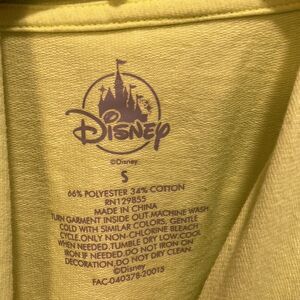 Disney
©Disney
S
66% POLYESTER 34% COTTON
RN129855
MADE IN CHINA
TURN GARMENT INSIDE OUT MACHINE WASH
COLD WITH SIMILAR COLORS, GENTLE
CYCLE.ONLY NON-CHLORINE BLEACH
WHEN NEEDED.TUMBLE DRY LOW.COOL
IRON IF NEEDED.DO NOT IRON ON
DECORATION,DO NOT DRY CLEAN.
©Disney
FAC-040378-20015